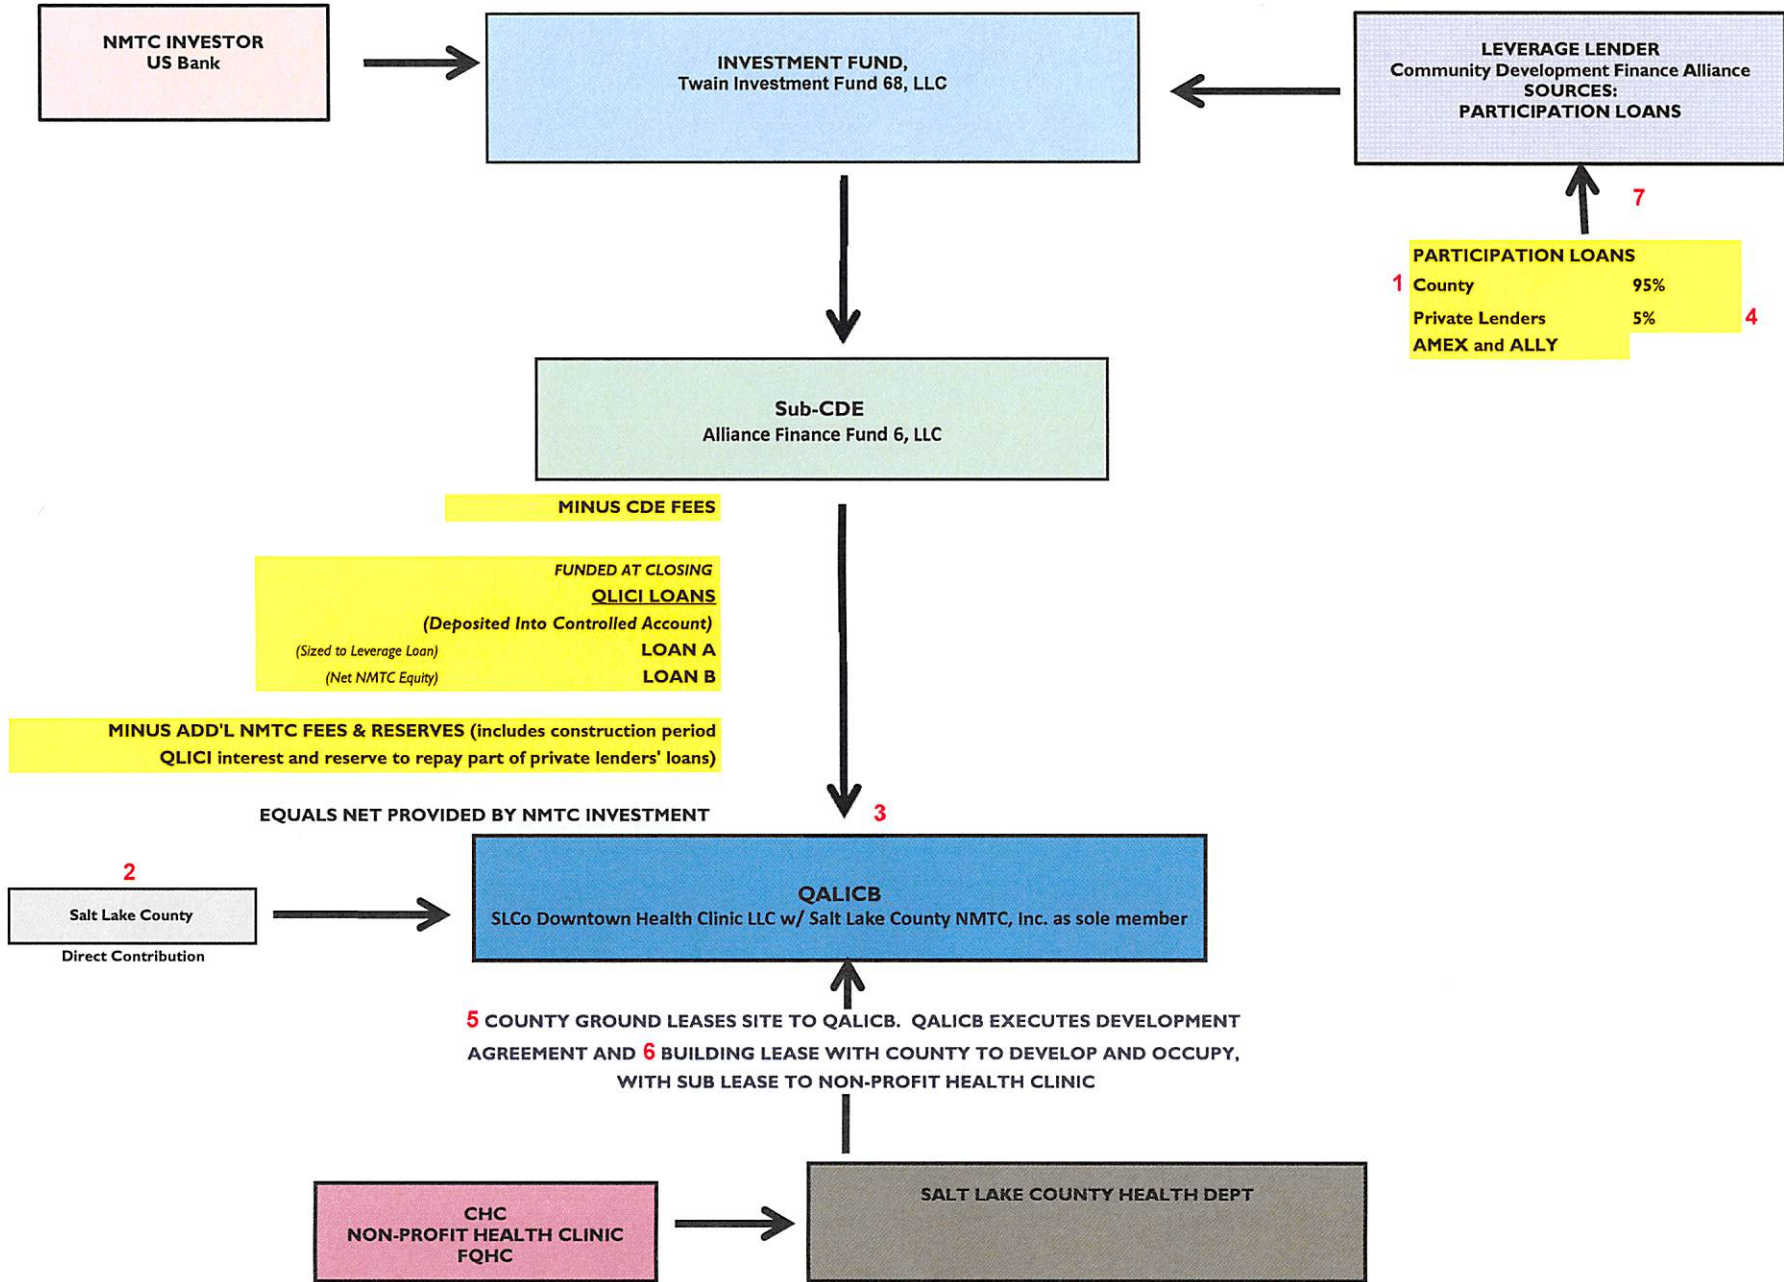 NMTC INVESTOR
US Bank
INVESTMENT FUND,
Twain Investment Fund 68, LLC
LEVERAGE LENDER
Community Development Finance Alliance
SOURCES:
PARTICIPATION LOANS
7
PARTICIPATION LOANS
1 County 95%
Private Lenders 5% 4
AMEX and ALLY
Sub-CDE
Alliance Finance Fund 6, LLC
MINUS CDE FEES
FUNDED AT CLOSING
QLICI LOANS
(Deposited Into Controlled Account)
(Sized to Leverage Loan) LOAN A
(Net NMTC Equity) LOAN B
MINUS ADD'L NMTC FEES & RESERVES (includes construction period
QLICI interest and reserve to repay part of private lenders' loans)
EQUALS NET PROVIDED BY NMTC INVESTMENT
3
2
Salt Lake County
Direct Contribution
QALICB
SLCo Downtown Health Clinic LLC w/ Salt Lake County NMTC, Inc. as sole member
5 COUNTY GROUND LEASES SITE TO QALICB. QALICB EXECUTES DEVELOPMENT
AGREEMENT AND 6 BUILDING LEASE WITH COUNTY TO DEVELOP AND OCCUPY,
WITH SUB LEASE TO NON-PROFIT HEALTH CLINIC
CHC
NON-PROFIT HEALTH CLINIC
FQHC
SALT LAKE COUNTY HEALTH DEPT